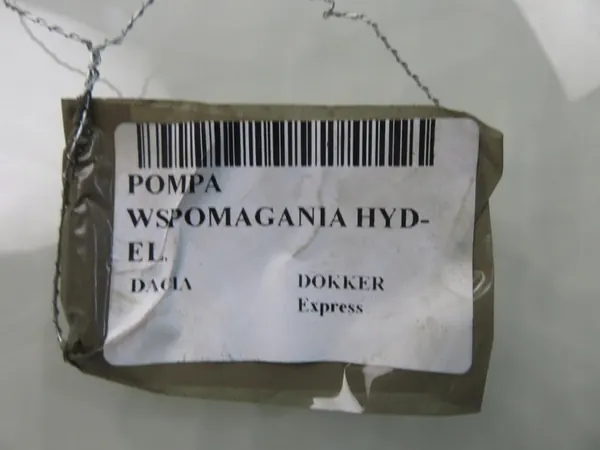 POMPA
WSPOMAGANIA HYD-
EL.
DACIA DOKKER
Express